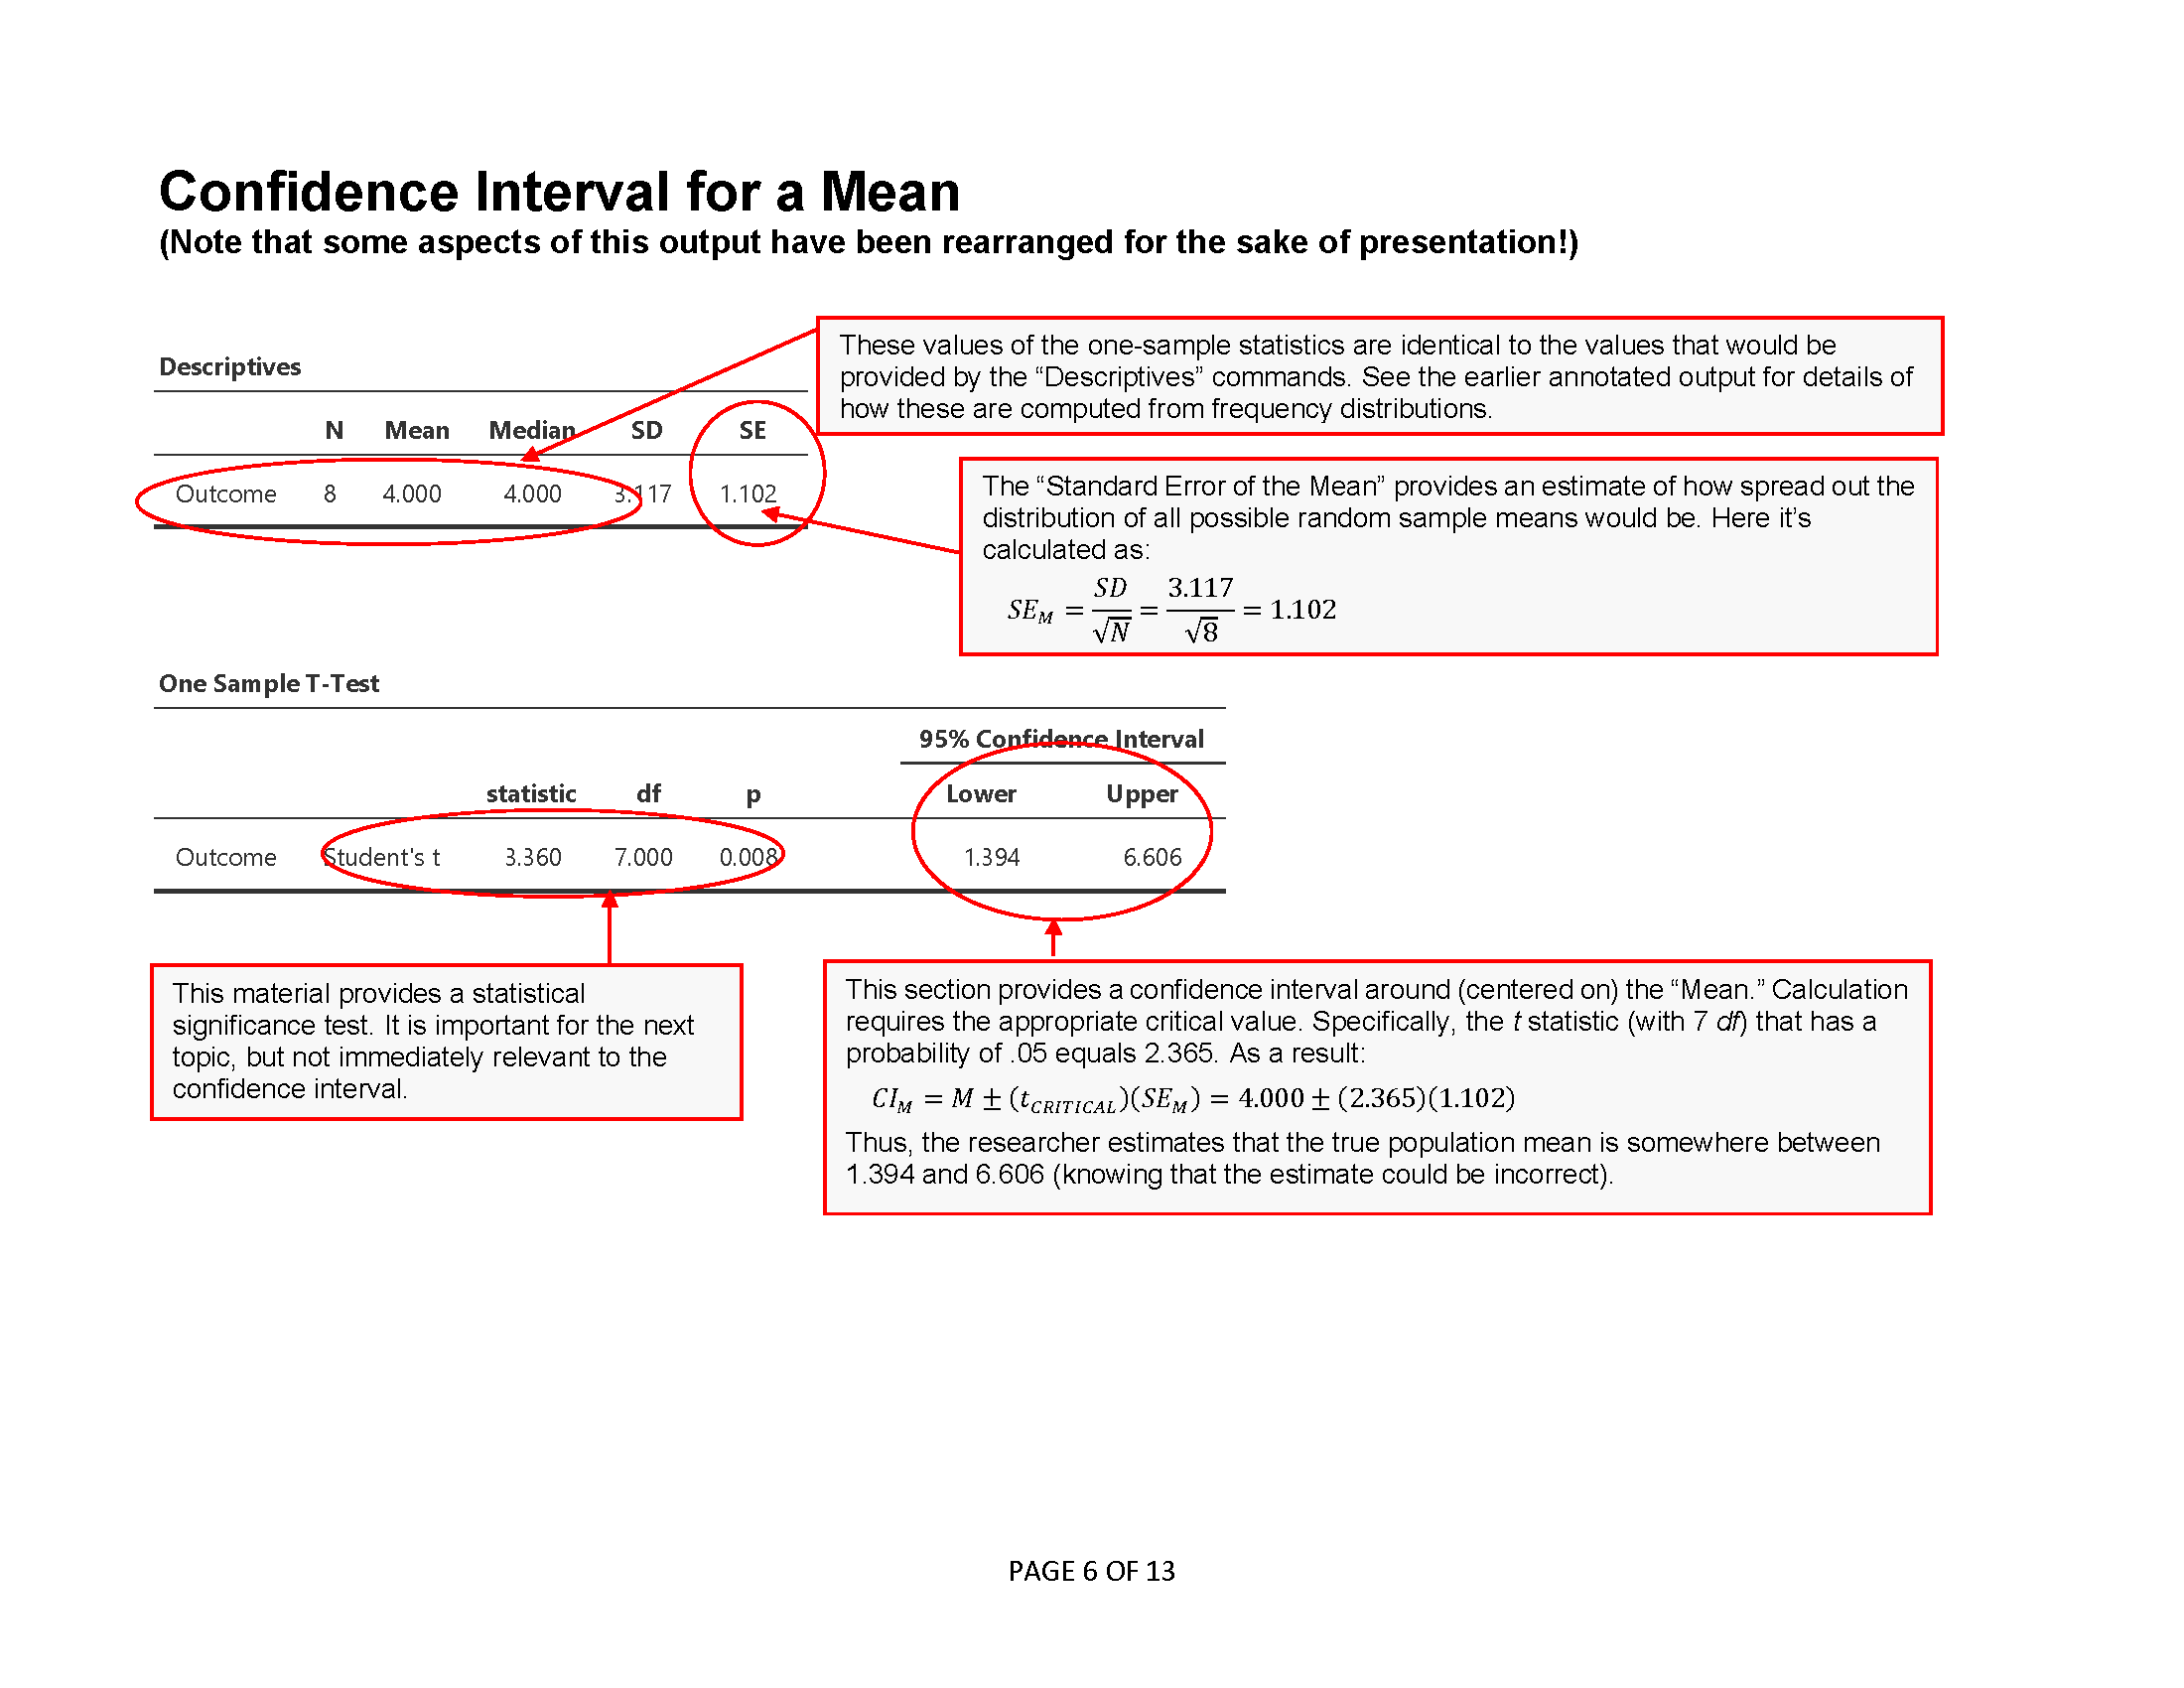 Confidence Interval for a Mean
(Note that some aspects of this output have been rearranged for the sake of presentation!)
These values of the one-sample statistics are identical to the values that would be
provided by the “Descriptives” commands. See the earlier annotated output for details of
how these are computed from frequency distributions.
Descriptives
N Mean Median SD SE
Outcome 8 4.000 4.000 3.117 1.102
The “Standard Error of the Mean” provides an estimate of how spread out the
distribution of all possible random sample means would be. Here it’s
calculated as:
SE_M = SD/√N = 3.117/√8 = 1.102
One Sample T-Test
95% Confidence Interval
statistic df p Lower Upper
Outcome Student's t 3.360 7.000 0.008 1.394 6.606
This material provides a statistical
significance test. It is important for the next
topic, but not immediately relevant to the
confidence interval.
This section provides a confidence interval around (centered on) the “Mean.” Calculation
requires the appropriate critical value. Specifically, the t statistic (with 7 df) that has a
probability of .05 equals 2.365. As a result:
CI_M = M ± (t_CRITICAL)(SE_M) = 4.000 ± (2.365)(1.102)
Thus, the researcher estimates that the true population mean is somewhere between
1.394 and 6.606 (knowing that the estimate could be incorrect).
PAGE 6 OF 13